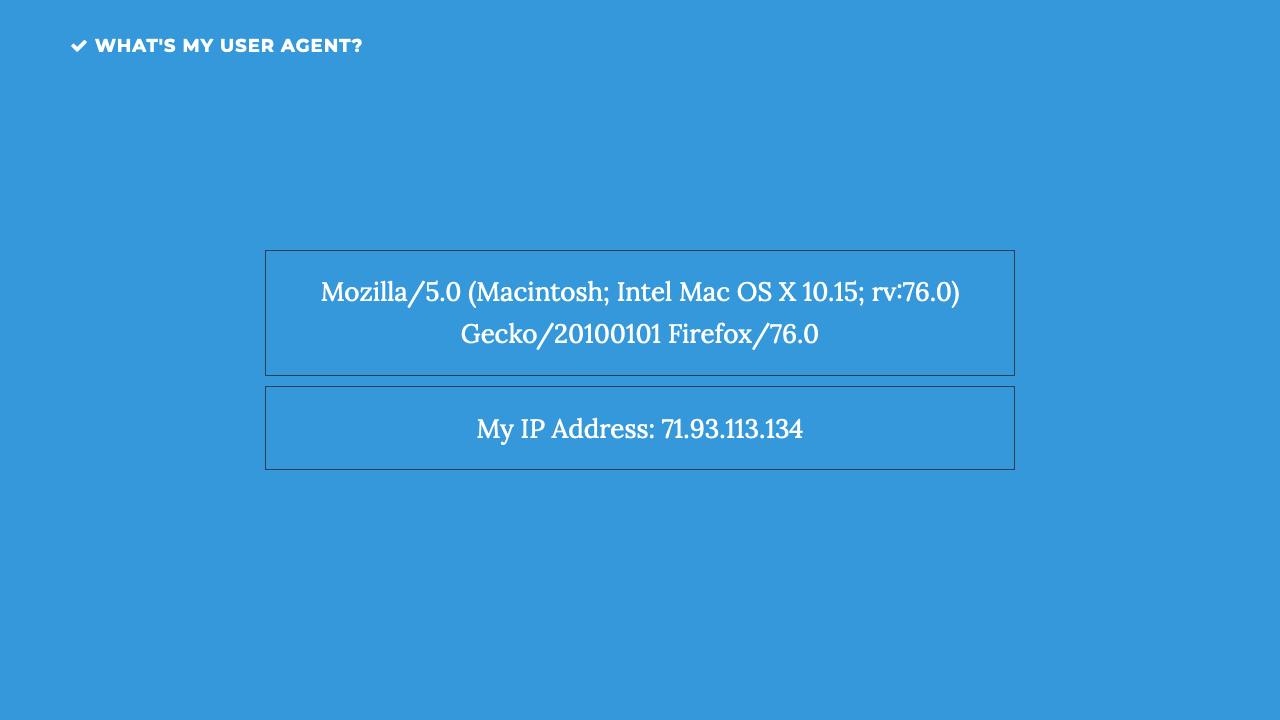 WHAT'S MY USER AGENT?
Mozilla/5.0 (Macintosh; Intel Mac OS X 10.15; rv:76.0)
Gecko/20100101 Firefox/76.0
My IP Address: 71.93.113.134